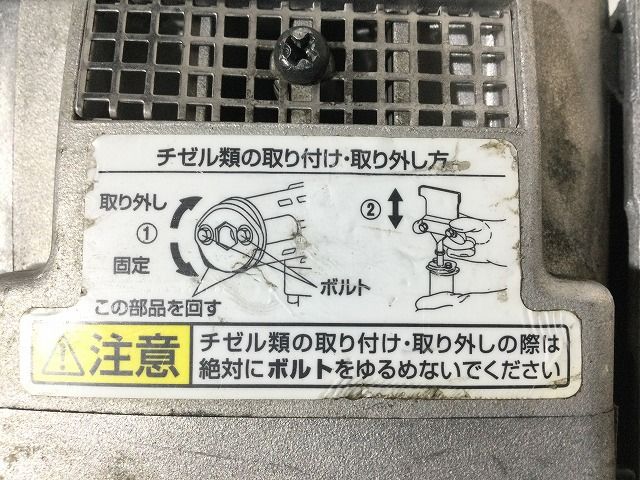 チゼル類の取り付け・取り外し方
取り外し
①
固定
この部品を回す
ボルト
②
注意
チゼル類の取り付け・取り外しの際は
絶対にボルトをゆるめないでください